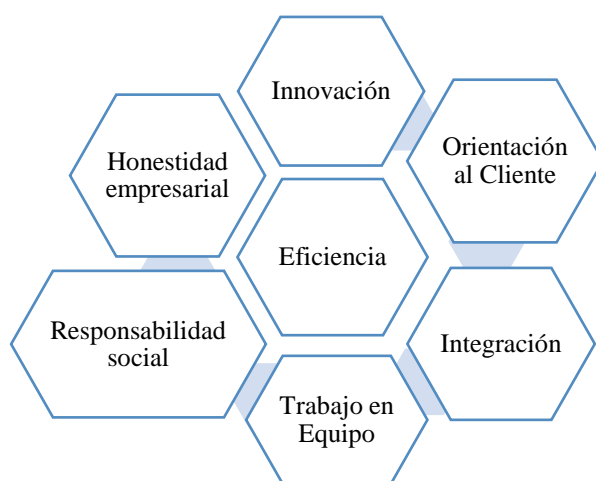 Innovación
Orientación
al Cliente
Honestidad
empresarial
Eficiencia
Responsabilidad
social
Integración
Trabajo en
Equipo